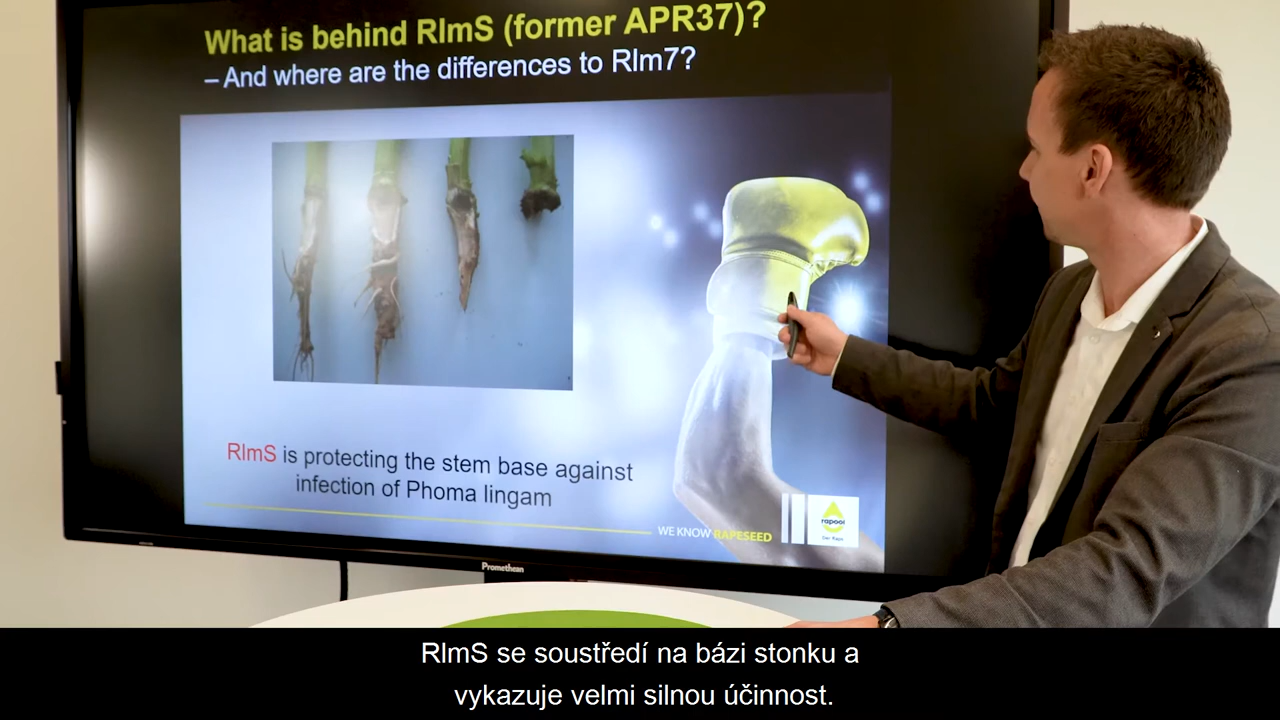 What is behind RlmS (former APR37)?
– And where are the differences to Rlm7?
RlmS is protecting the stem base against
infection of Phoma lingam
WE KNOW RAPESEED
rapool
Der Raps
Promethean
RlmS se soustředí na bázi stonku a
vykazuje velmi silnou účinnost.